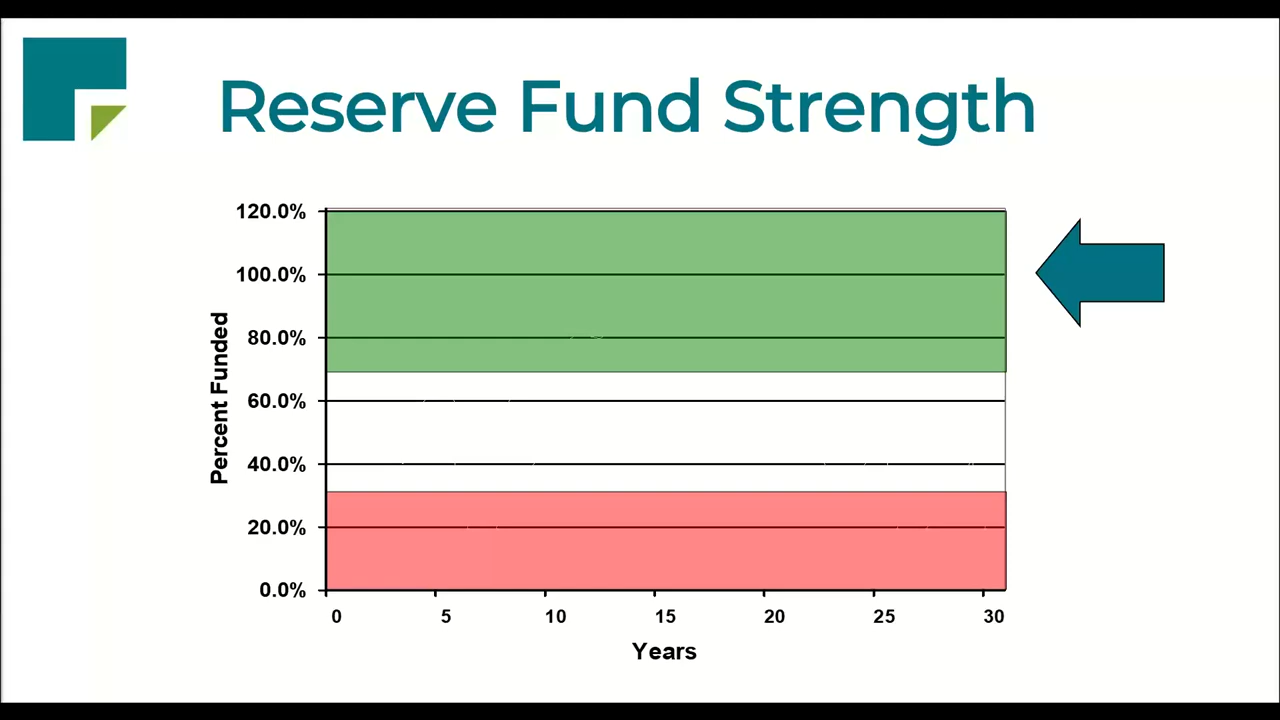 Reserve Fund Strength
120.0%
100.0%
80.0%
60.0%
40.0%
20.0%
0.0%
Percent Funded
0 5 10 15 20 25 30
Years